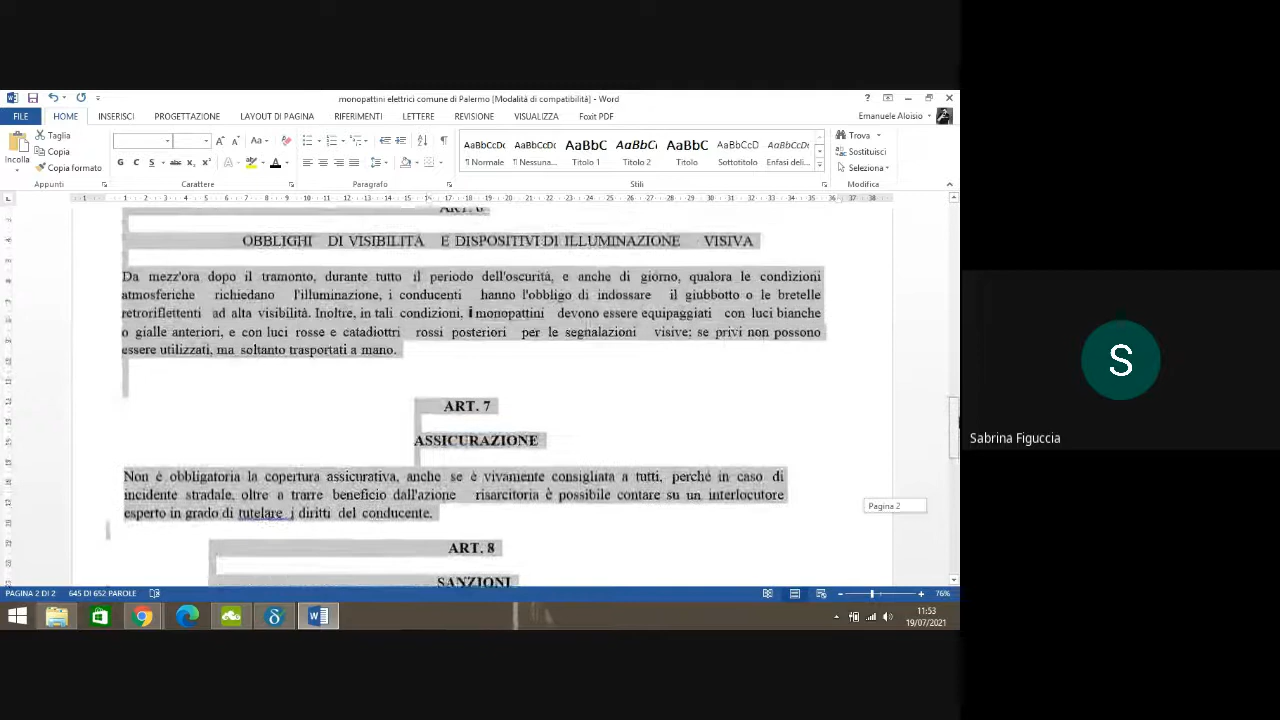 monopattini elettrici comune di Palermo [Modalità di compatibilità] - Word
FILE HOME INSERISCI PROGETTAZIONE LAYOUT DI PAGINA RIFERIMENTI LETTERE REVISIONE VISUALIZZA Foxit PDF Emanuele Aloisio
Incolla
Taglia
Copia
Copia formato
G C S abc x₂ x²
AaBbCcDc AaBbCcDc AaBbC AaBbCc AaBbC AaBbCcD AaBbCcDc
¶ Normale ¶ Nessuna... Titolo 1 Titolo 2 Titolo Sottotitolo Enfasi deli...
Trova
Sostituisci
Seleziona
Appunti Carattere Paragrafo Stili Modifica
ART. 6
OBBLIGHI DI VISIBILITÀ E DISPOSITIVI DI ILLUMINAZIONE VISIVA
Da mezz'ora dopo il tramonto, durante tutto il periodo dell'oscurità, e anche di giorno, qualora le condizioni
atmosferiche richiedano l'illuminazione, i conducenti hanno l'obbligo di indossare il giubbotto o le bretelle
retroriflettenti ad alta visibilità. Inoltre, in tali condizioni, i monopattini devono essere equipaggiati con luci bianche
o gialle anteriori, e con luci rosse e catadiottri rossi posteriori per le segnalazioni visive; se privi non possono
essere utilizzati, ma soltanto trasportati a mano.
ART. 7
ASSICURAZIONE
Non è obbligatoria la copertura assicurativa, anche se è vivamente consigliata a tutti, perchè in caso di
incidente stradale, oltre a trarre beneficio dall'azione risarcitoria è possibile contare su un interlocutore
esperto in grado di tutelare i diritti del conducente.
Pagina 2
ART. 8
SANZIONI
PAGINA 2 DI 2 645 DI 652 PAROLE 76%
11:53
19/07/2021
S
Sabrina Figuccia